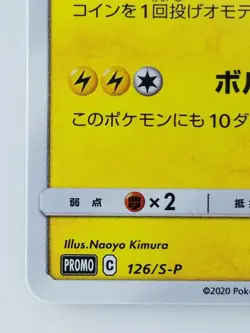 コインを1回投げオモテ
ボル
このポケモンにも10ダ
弱点 ×2 抵
Illus.Naoyo Kimura
PROMO C 126/S-P
©2020 Pok